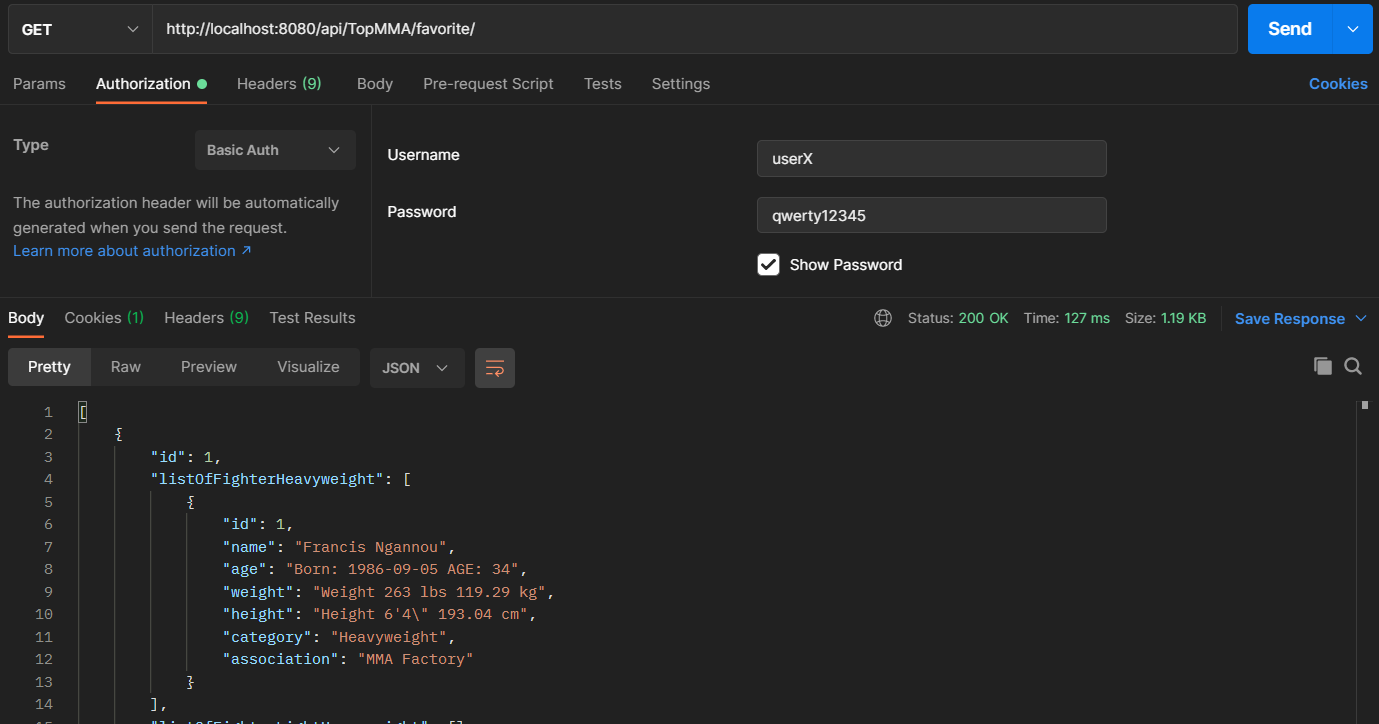 GET http://localhost:8080/api/TopMMA/favorite/ Send
Params Authorization Headers (9) Body Pre-request Script Tests Settings Cookies
Type Basic Auth
The authorization header will be automatically
generated when you send the request.
Learn more about authorization ↗
Username userX
Password qwerty12345
Show Password
Body Cookies (1) Headers (9) Test Results Status: 200 OK Time: 127 ms Size: 1.19 KB Save Response
Pretty Raw Preview Visualize JSON
1 [
2 {
3 "id": 1,
4 "listOfFighterHeavyweight": [
5 {
6 "id": 1,
7 "name": "Francis Ngannou",
8 "age": "Born: 1986-09-05 AGE: 34",
9 "weight": "Weight 263 lbs 119.29 kg",
10 "height": "Height 6'4\" 193.04 cm",
11 "category": "Heavyweight",
12 "association": "MMA Factory"
13 }
14 ],